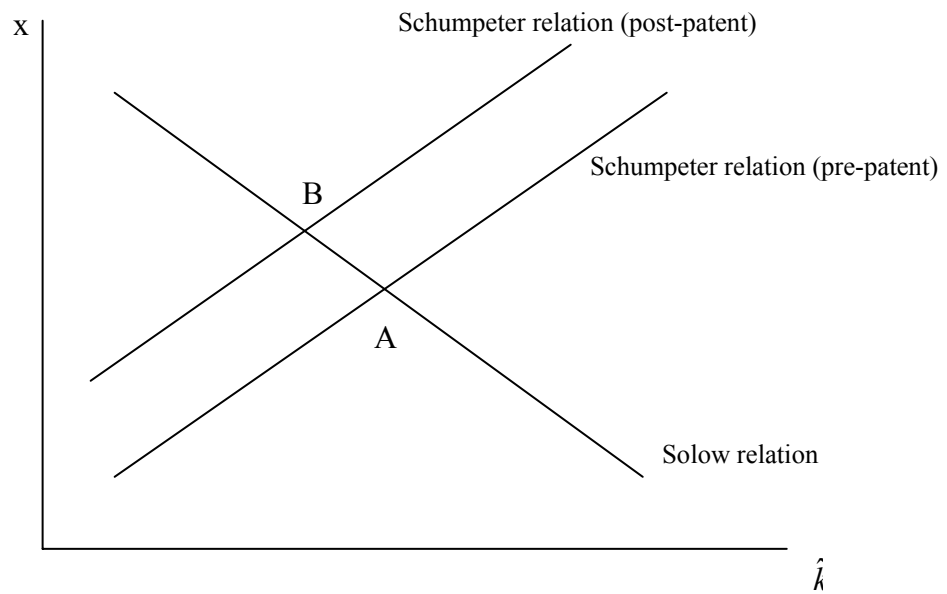 Schumpeter relation (post-patent)
x
Schumpeter relation (pre-patent)
B
A
Solow relation
k̂